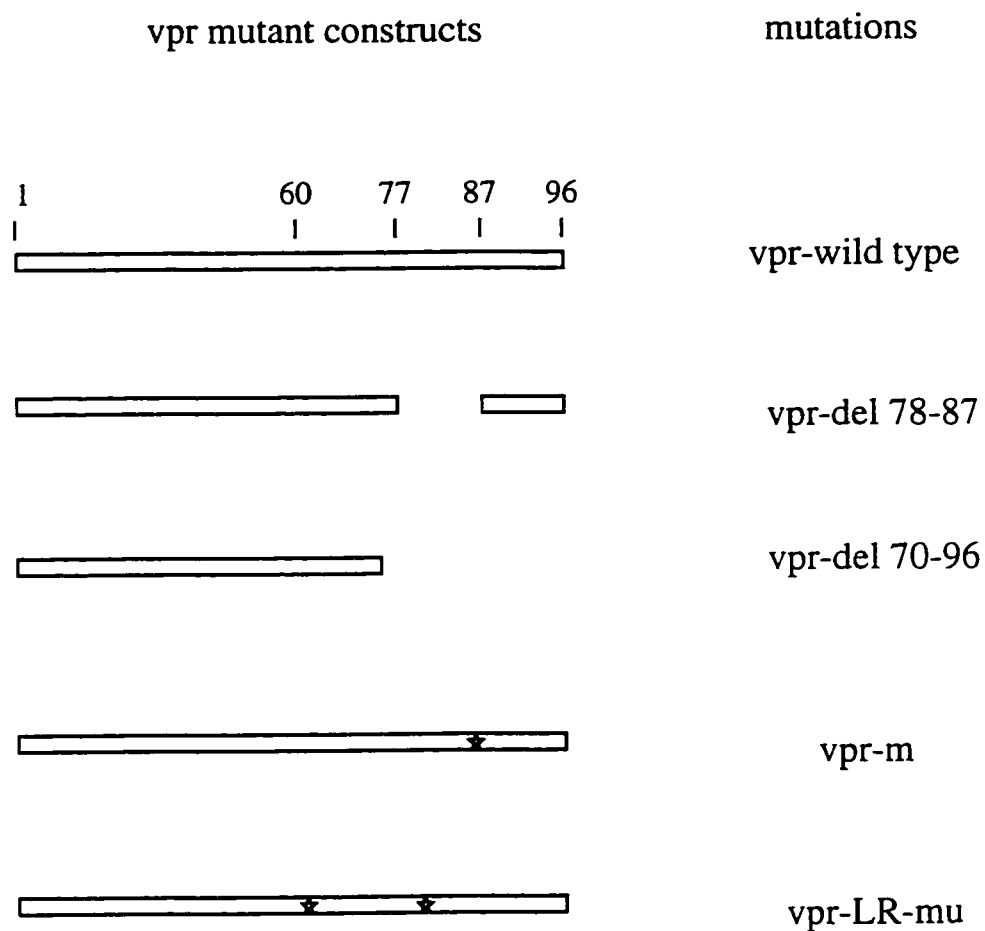 vpr mutant constructs mutations
1 60 77 87 96
vpr-wild type
vpr-del 78-87
vpr-del 70-96
vpr-m
vpr-LR-mu